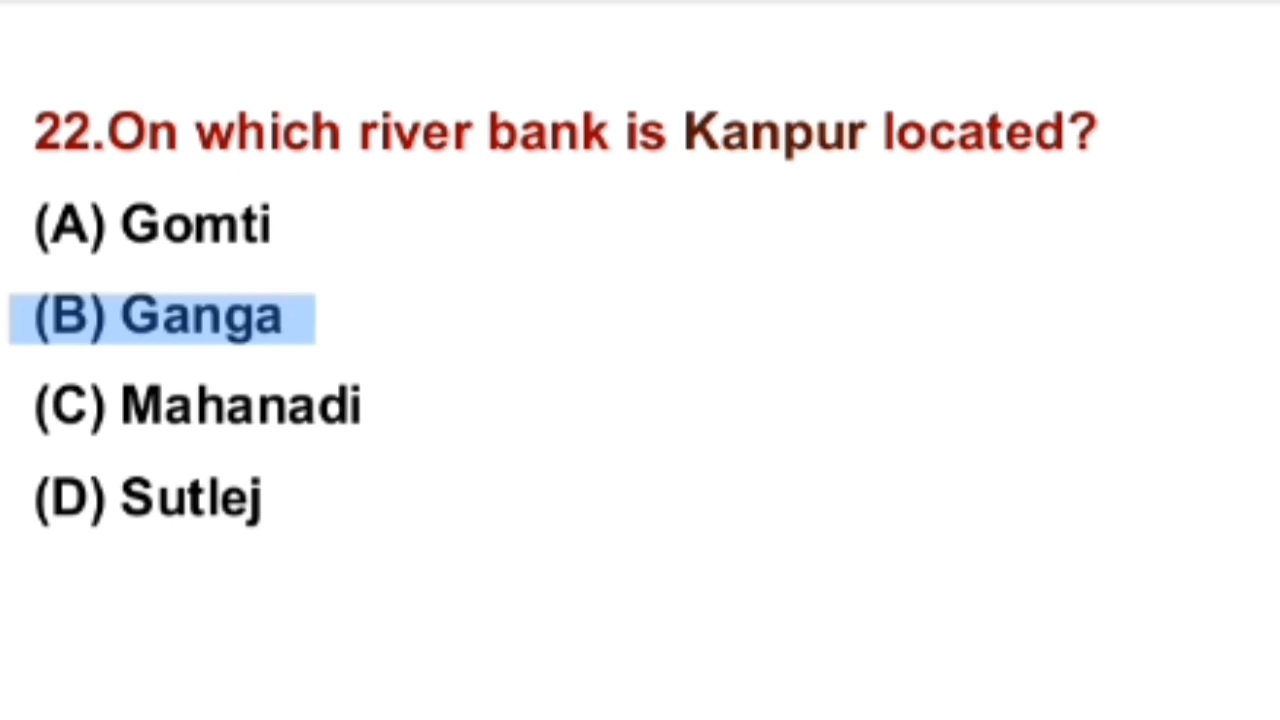 22.On which river bank is Kanpur located?
(A) Gomti
(B) Ganga
(C) Mahanadi
(D) Sutlej